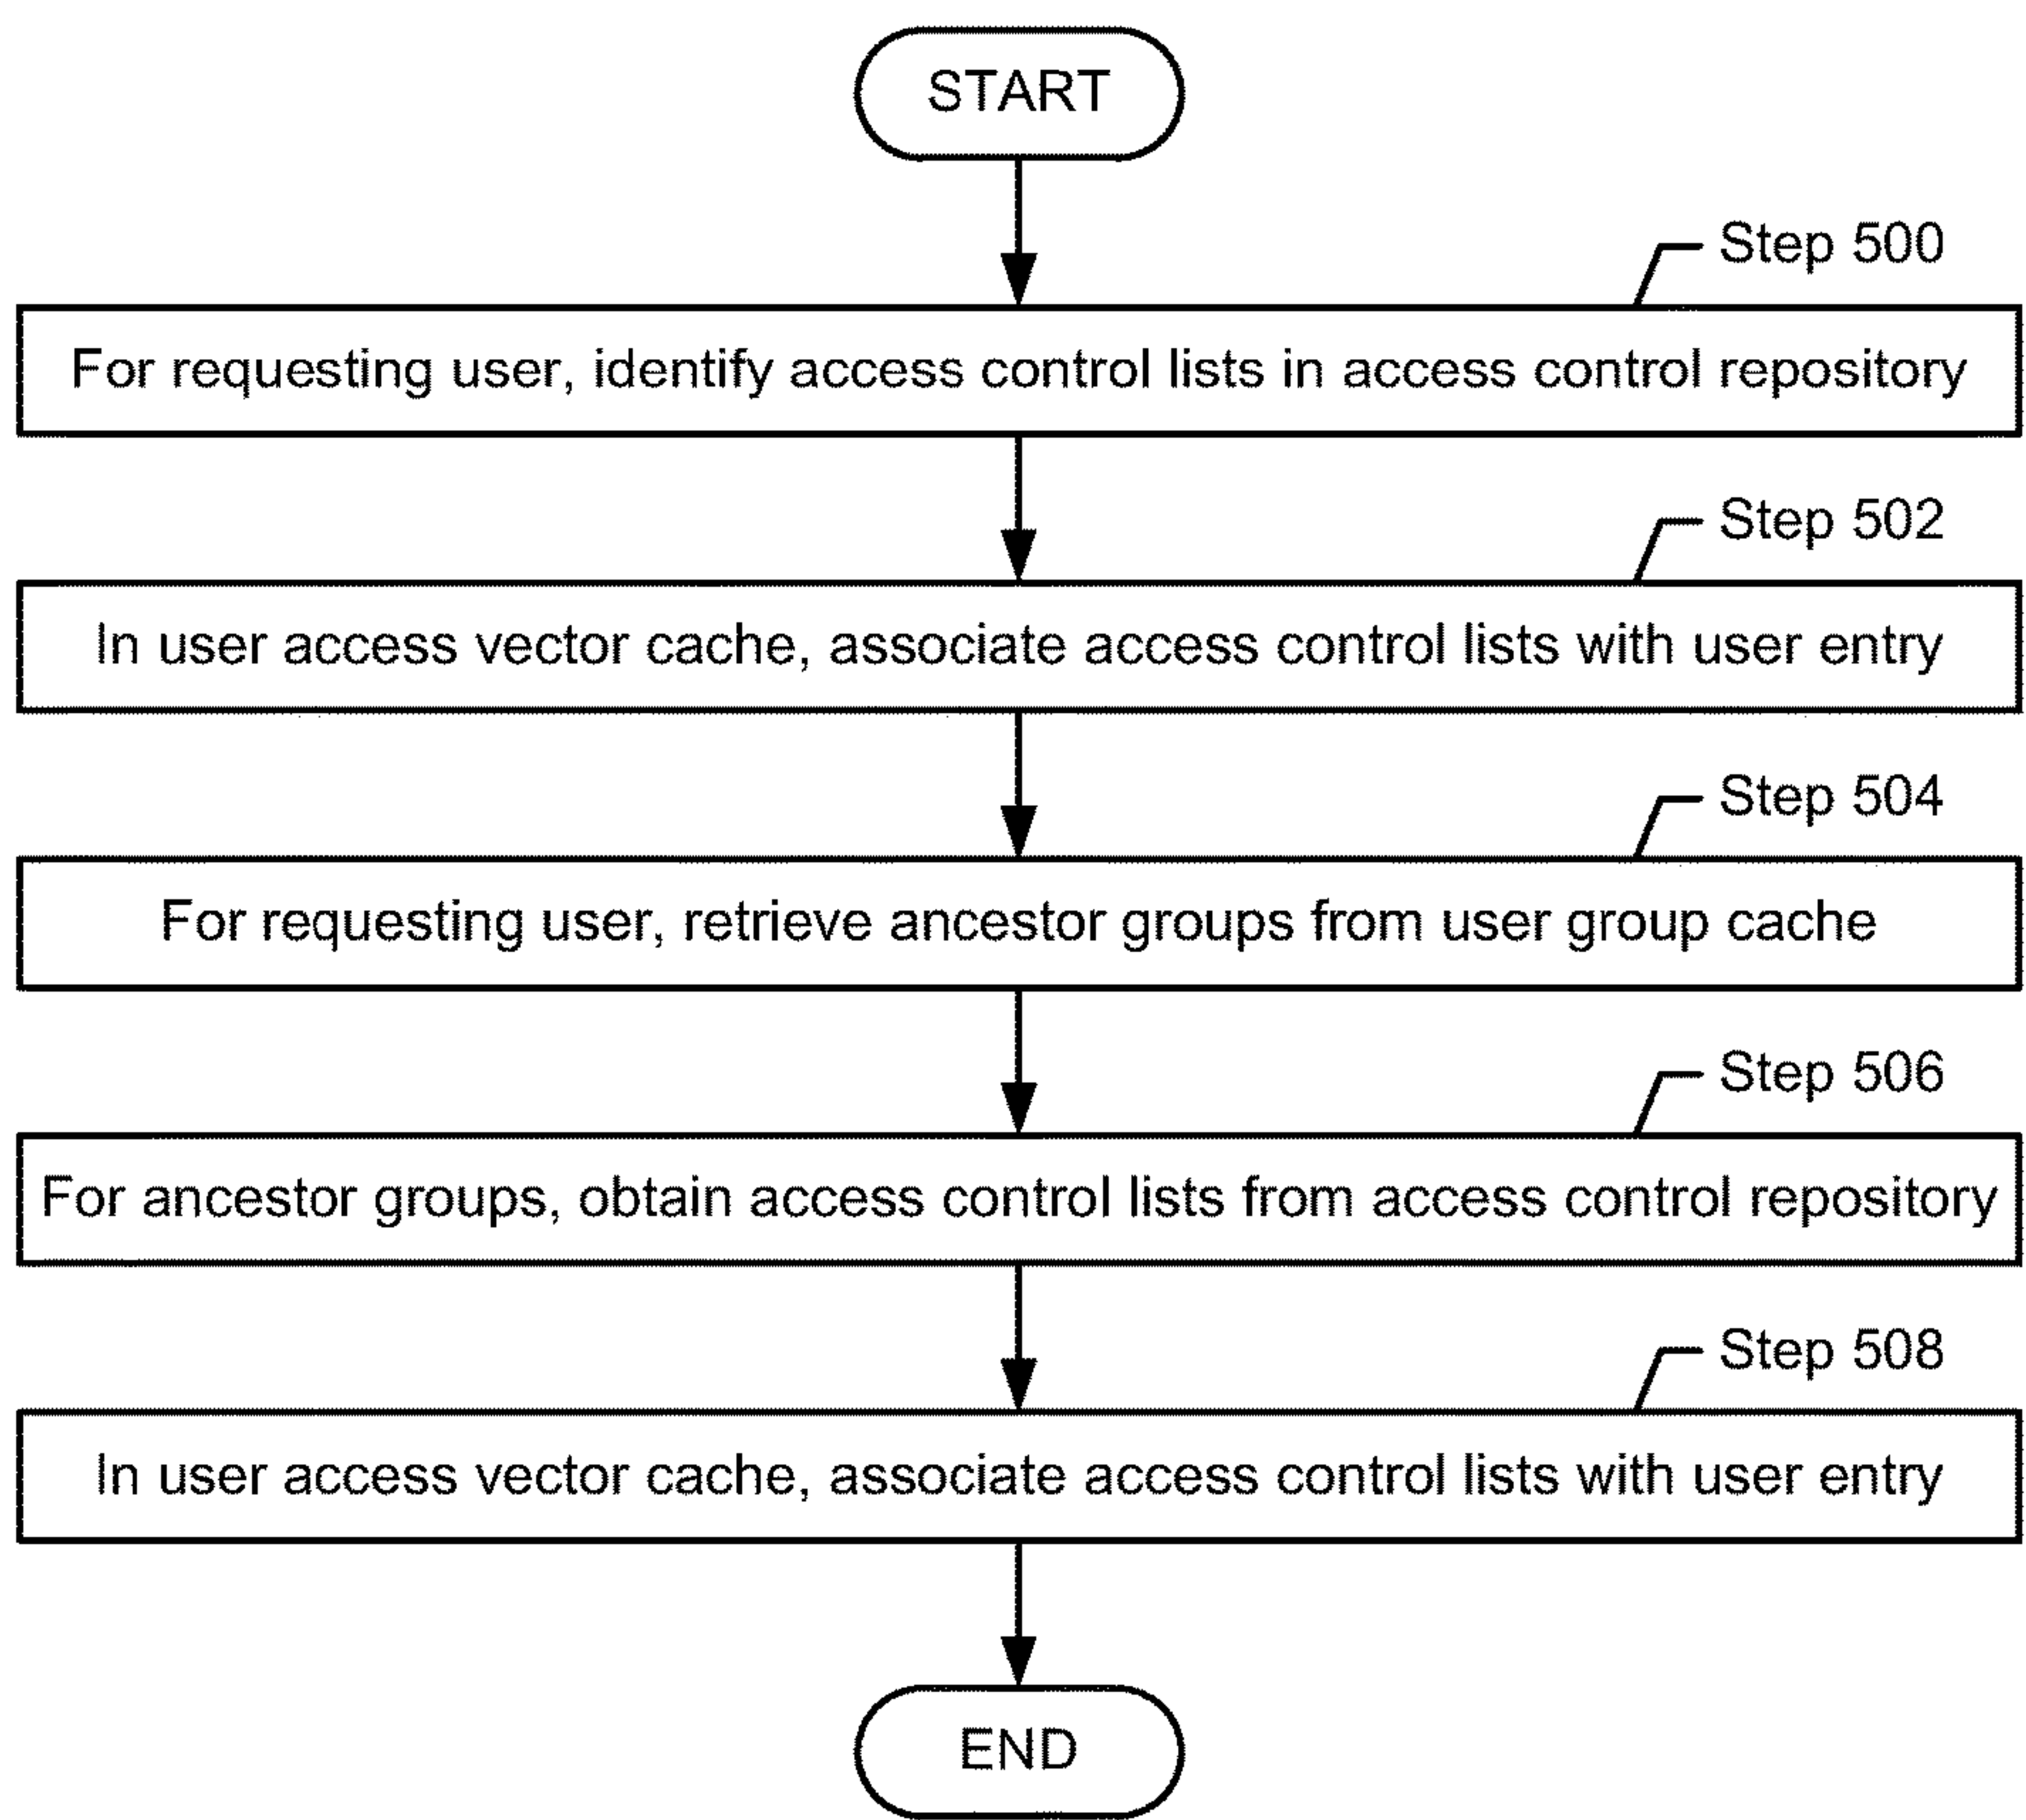 START
Step 500
For requesting user, identify access control lists in access control repository
Step 502
In user access vector cache, associate access control lists with user entry
Step 504
For requesting user, retrieve ancestor groups from user group cache
Step 506
For ancestor groups, obtain access control lists from access control repository
Step 508
In user access vector cache, associate access control lists with user entry
END